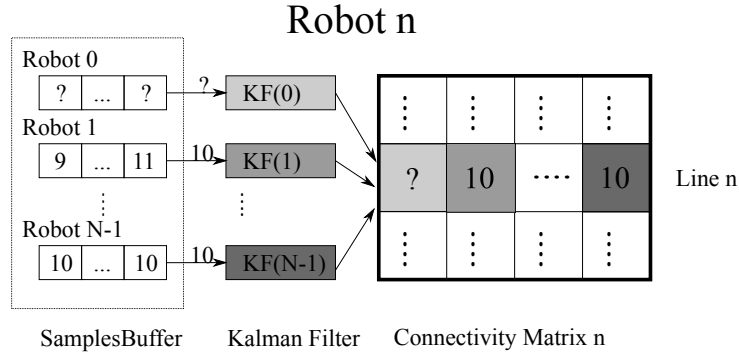 Robot n
Robot 0
? ... ? ? KF(0)
Robot 1
9 ... 11 10 KF(1)
? 10 .... 10 Line n
Robot N-1
10 ... 10 10 KF(N-1)
SamplesBuffer Kalman Filter Connectivity Matrix n